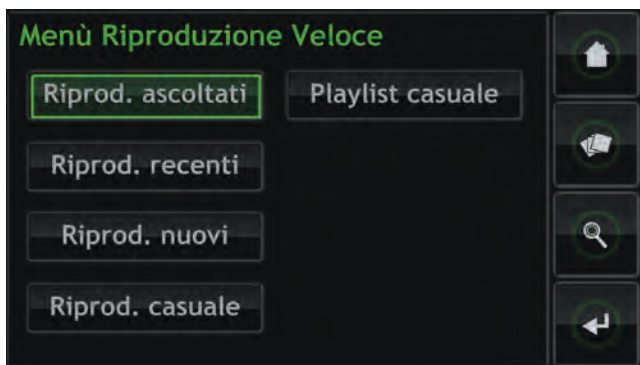 Menù Riproduzione Veloce
Riprod. ascoltati
Playlist casuale
Riprod. recenti
Riprod. nuovi
Riprod. casuale